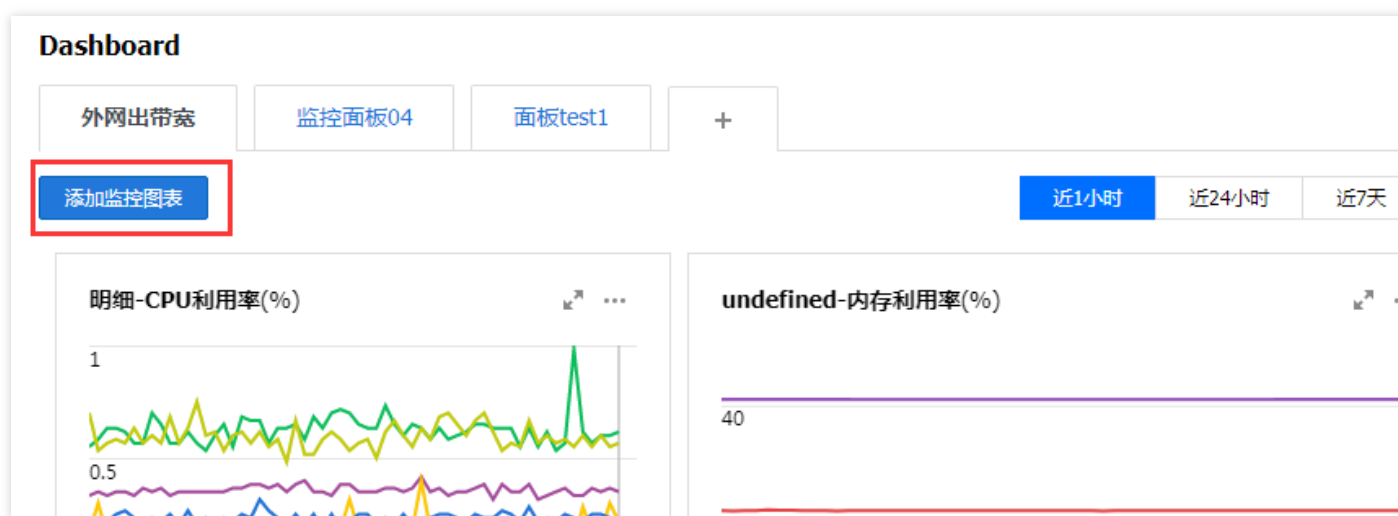 Dashboard
外网出带宽
监控面板04
面板test1
+
添加监控图表
近1小时
近24小时
近7天
明细-CPU利用率(%)
undefined-内存利用率(%)
1
0.5
40